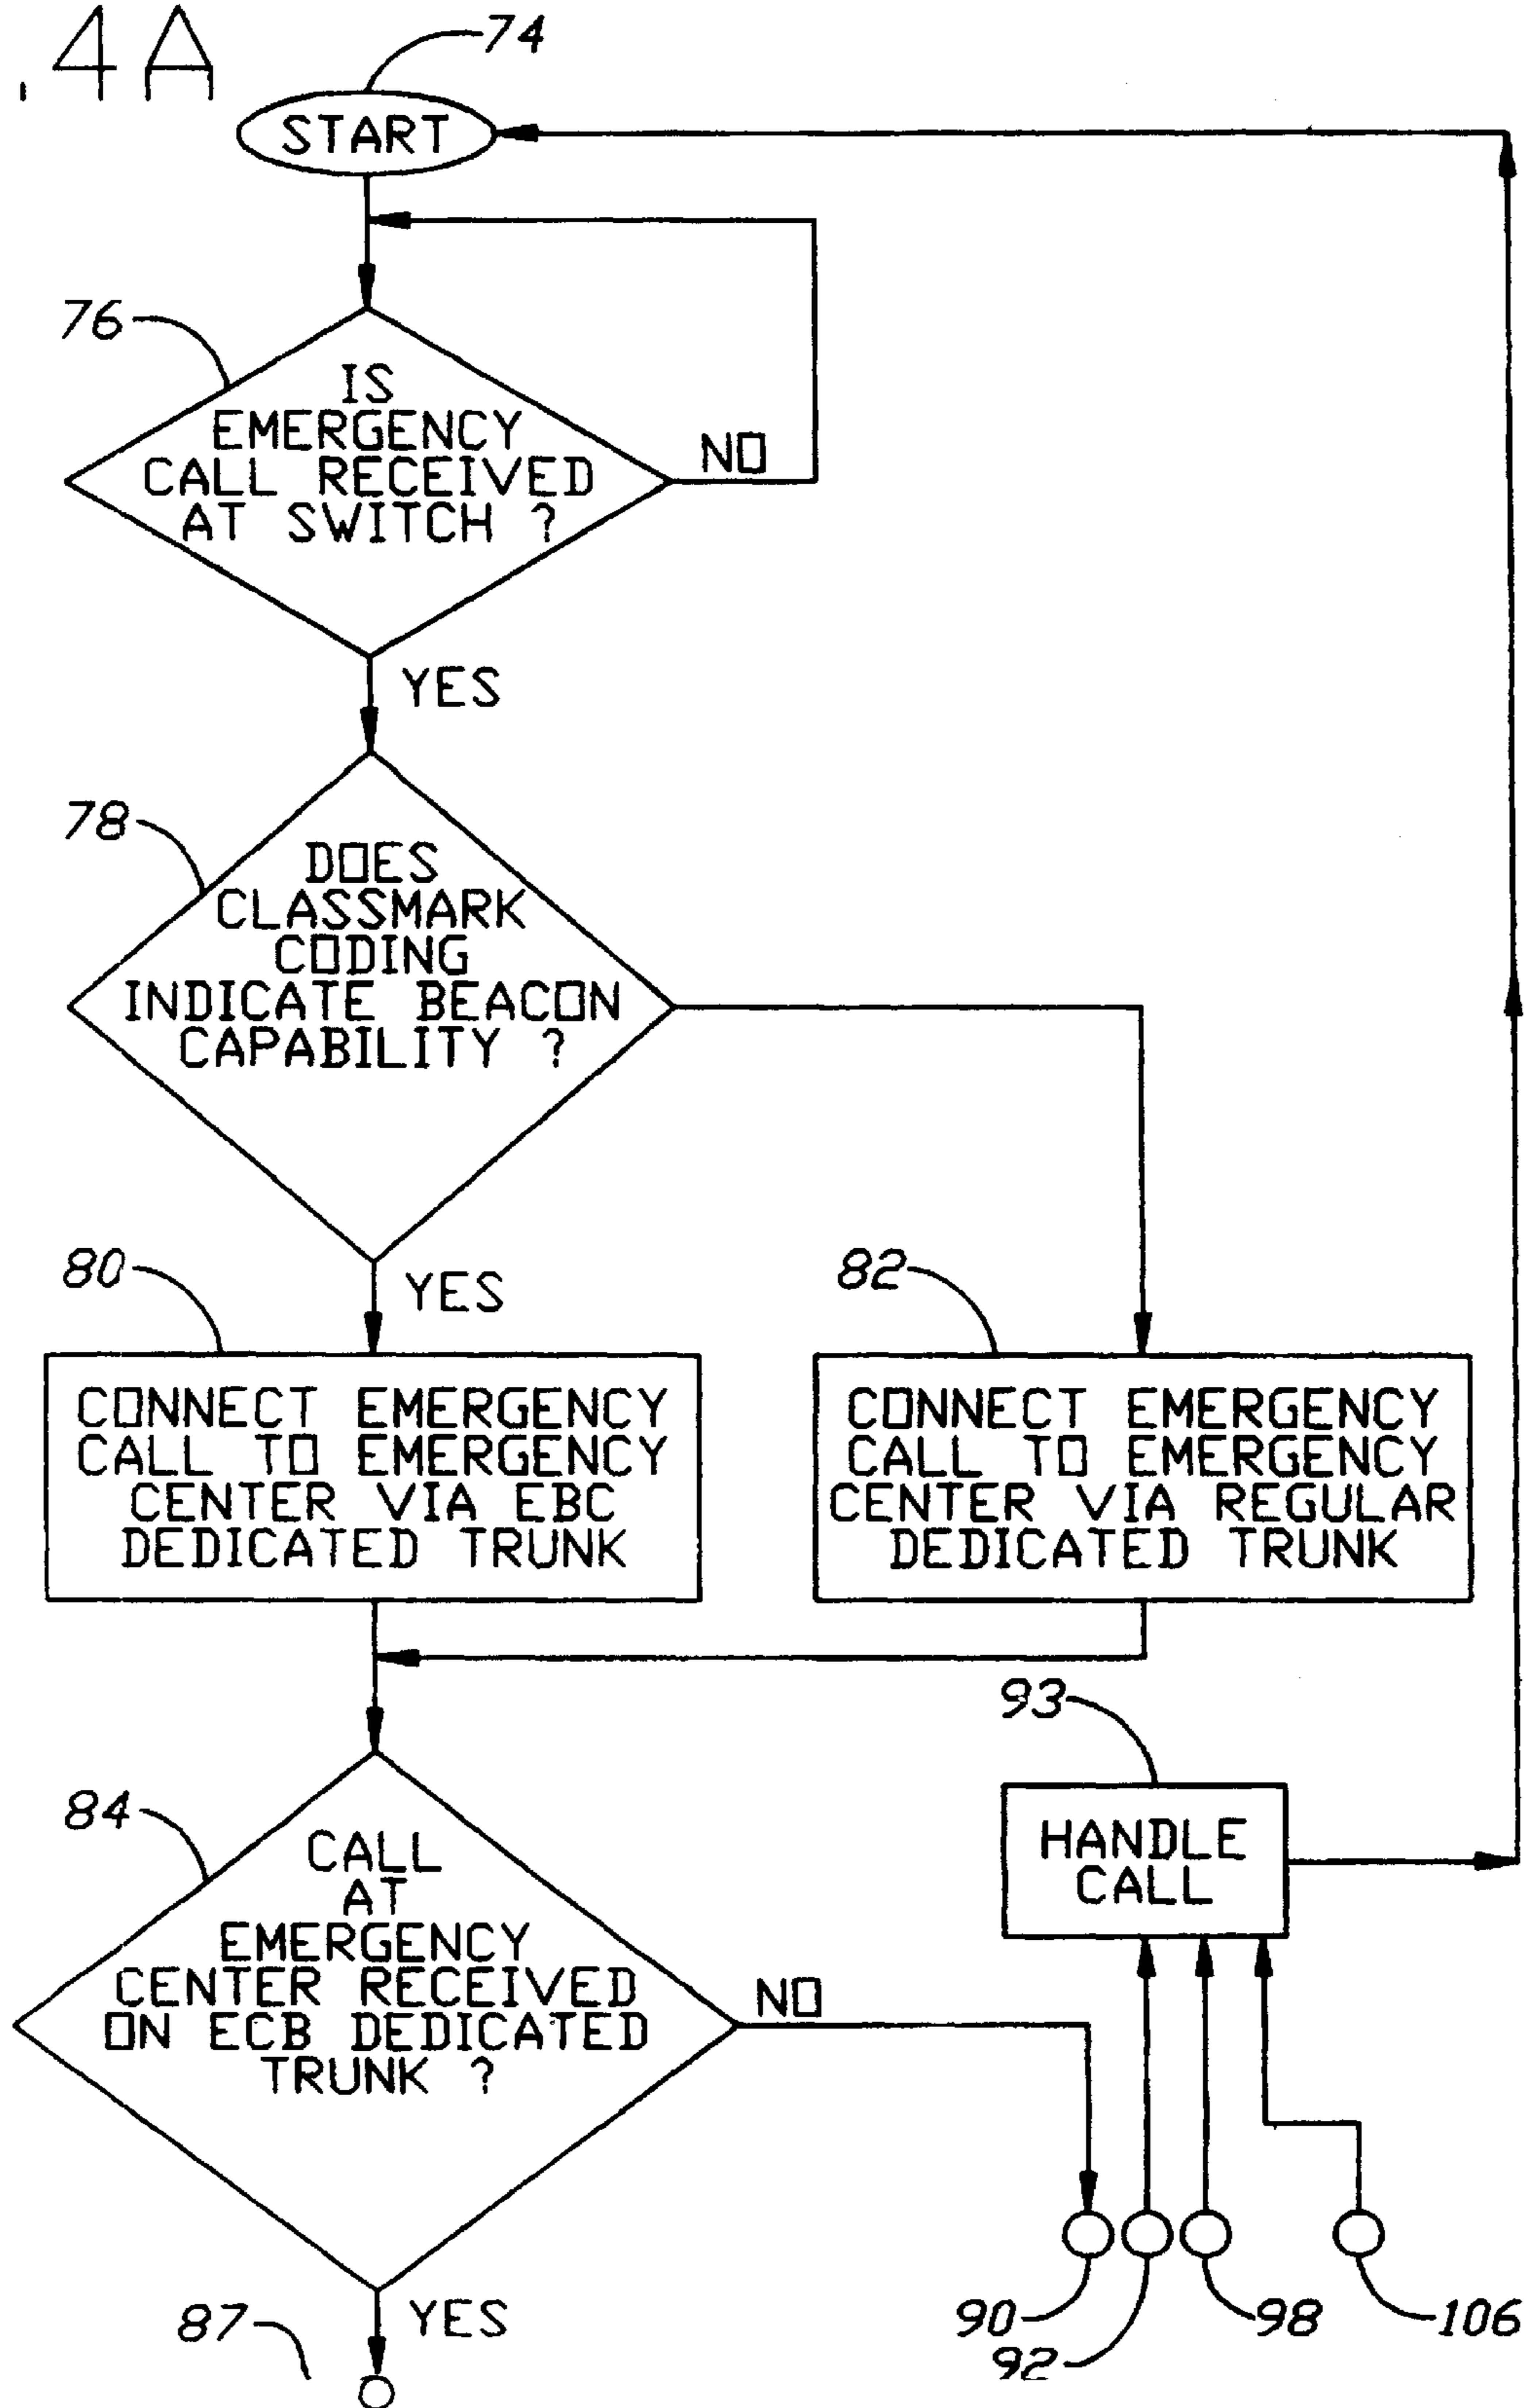 .4A
74
START
76
IS
EMERGENCY
CALL RECEIVED
AT SWITCH ?
NO
YES
78
DOES
CLASSMARK
CODING
INDICATE BEACON
CAPABILITY ?
YES
80
82
CONNECT EMERGENCY
CALL TO EMERGENCY
CENTER VIA EBC
DEDICATED TRUNK
CONNECT EMERGENCY
CALL TO EMERGENCY
CENTER VIA REGULAR
DEDICATED TRUNK
93
HANDLE
CALL
84
CALL
AT
EMERGENCY
CENTER RECEIVED
ON ECB DEDICATED
TRUNK ?
NO
YES
87
90
92
98
106